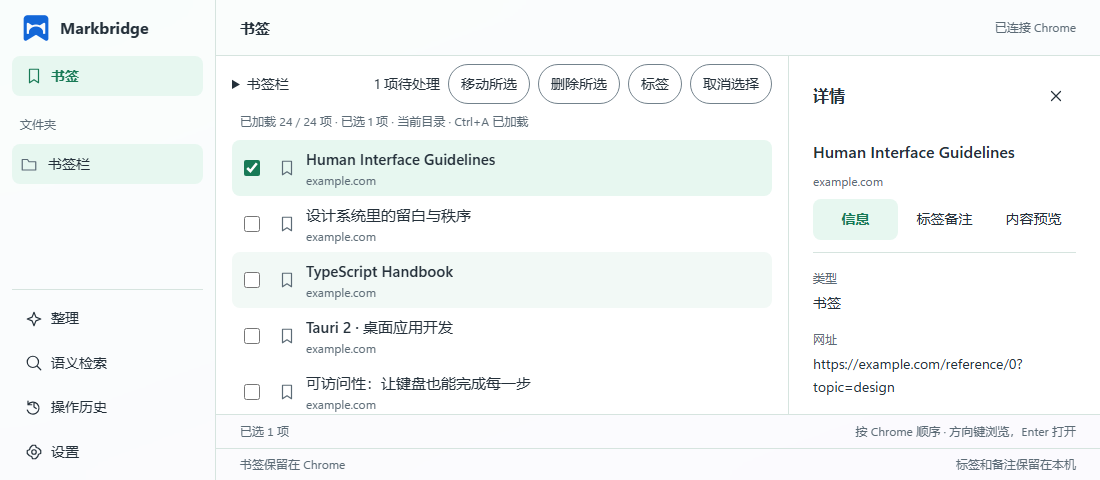 Markbridge
书签
文件夹
书签栏
整理
语义检索
操作历史
设置
书签
已连接 Chrome
书签栏
1 项待处理
移动所选
删除所选
标签
取消选择
已加载 24 / 24 项 · 已选 1 项 · 当前目录 · Ctrl+A 已加载
Human Interface Guidelines
example.com
设计系统里的留白与秩序
example.com
TypeScript Handbook
example.com
Tauri 2 · 桌面应用开发
example.com
可访问性：让键盘也能完成每一步
example.com
详情
Human Interface Guidelines
example.com
信息
标签备注
内容预览
类型
书签
网址
https://example.com/reference/0?
topic=design
已选 1 项
按 Chrome 顺序 · 方向键浏览，Enter 打开
书签保留在 Chrome
标签和备注保留在本机